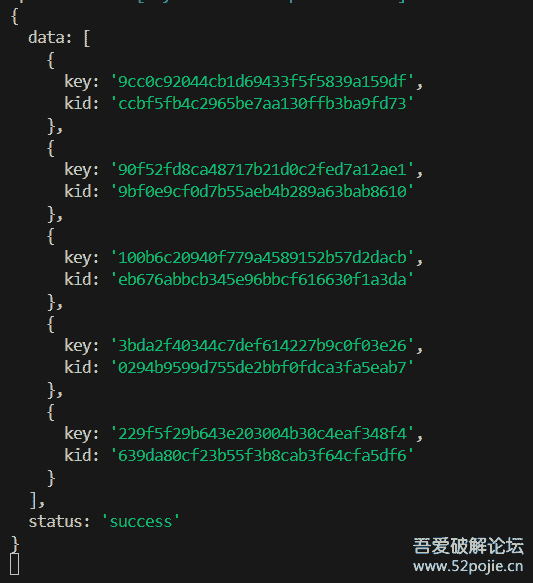 {
data: [
{
key: '9cc0c92044cb1d69433f5f5839a159df',
kid: 'ccbf5fb4c2965be7aa130ffb3ba9fd73'
},
{
key: '90f52fd8ca48717b21d0c2fed7a12ae1',
kid: '9bf0e9cf0d7b55aeb4b289a63bab8610'
},
{
key: '100b6c20940f779a4589152b57d2dacb',
kid: 'eb676abbcb345e96bbcf616630f1a3da'
},
{
key: '3bda2f40344c7def614227b9c0f03e26',
kid: '0294b9599d755de2bbf0fdca3fa5eab7'
},
{
key: '229f5f29b643e203004b30c4eaf348f4',
kid: '639da80cf23b55f3b8cab3f64cfa5df6'
}
],
status: 'success'
}
吾爱破解论坛
www.52pojie.cn